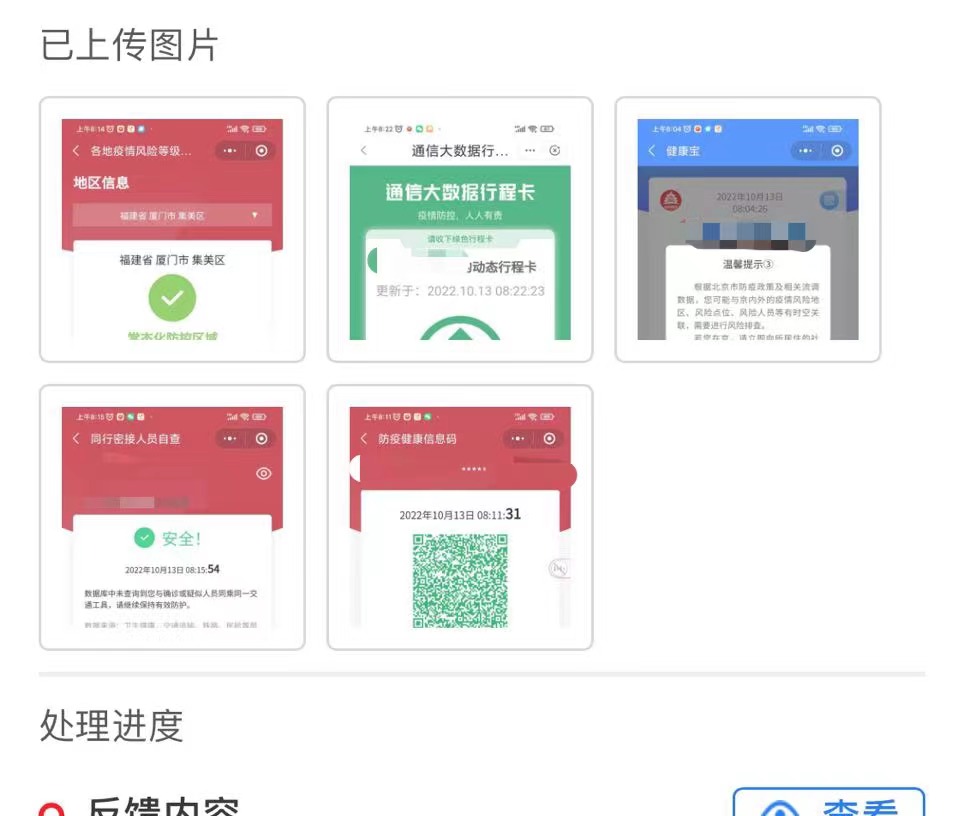 已上传图片
上午8:14
各地疫情风险等级...
地区信息
福建省 厦门市 集美区
福建省 厦门市 集美区
常态化防控区域
上午8:22
通信大数据行...
通信大数据行程卡
疫情防控，人人有责
请收下绿色行程卡
的动态行程卡
更新于：2022.10.13 08:22:23
上午8:04
健康宝
2022年10月13日
08:04:26
温馨提示③
根据北京市防疫政策及相关流调
数据，您可能与京内外的疫情风险地
区、风险点位、风险人员等有时空关
联，需要进行风险排查。
若您在京，请立即向所居住的社
上午8:15
同行密接人员自查
安全！
2022年10月13日 08:15:54
数据库中未查询到您与确诊或疑似人员同乘同一交
通工具，请继续保持有效防护。
数据来源：卫生健康、交通运输、铁路、民航等部
上午8:11
防疫健康信息码
*****
2022年10月13日 08:11:31
处理进度
反馈内容
查看